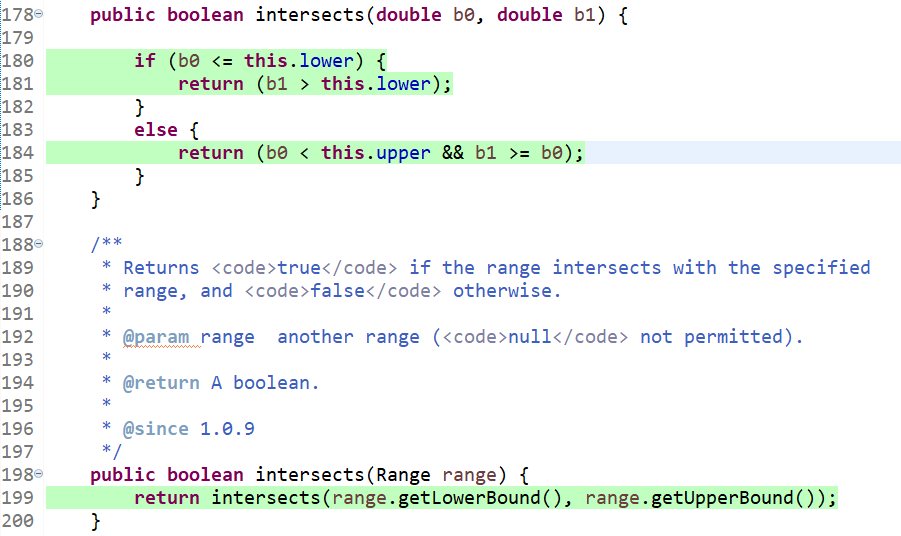 178    public boolean intersects(double b0, double b1) {
179
180        if (b0 <= this.lower) {
181            return (b1 > this.lower);
182        }
183        else {
184            return (b0 < this.upper && b1 >= b0);
185        }
186    }
187
188    /**
189     * Returns <code>true</code> if the range intersects with the specified
190     * range, and <code>false</code> otherwise.
191     *
192     * @param range  another range (<code>null</code> not permitted).
193     *
194     * @return A boolean.
195     *
196     * @since 1.0.9
197     */
198    public boolean intersects(Range range) {
199        return intersects(range.getLowerBound(), range.getUpperBound());
200    }